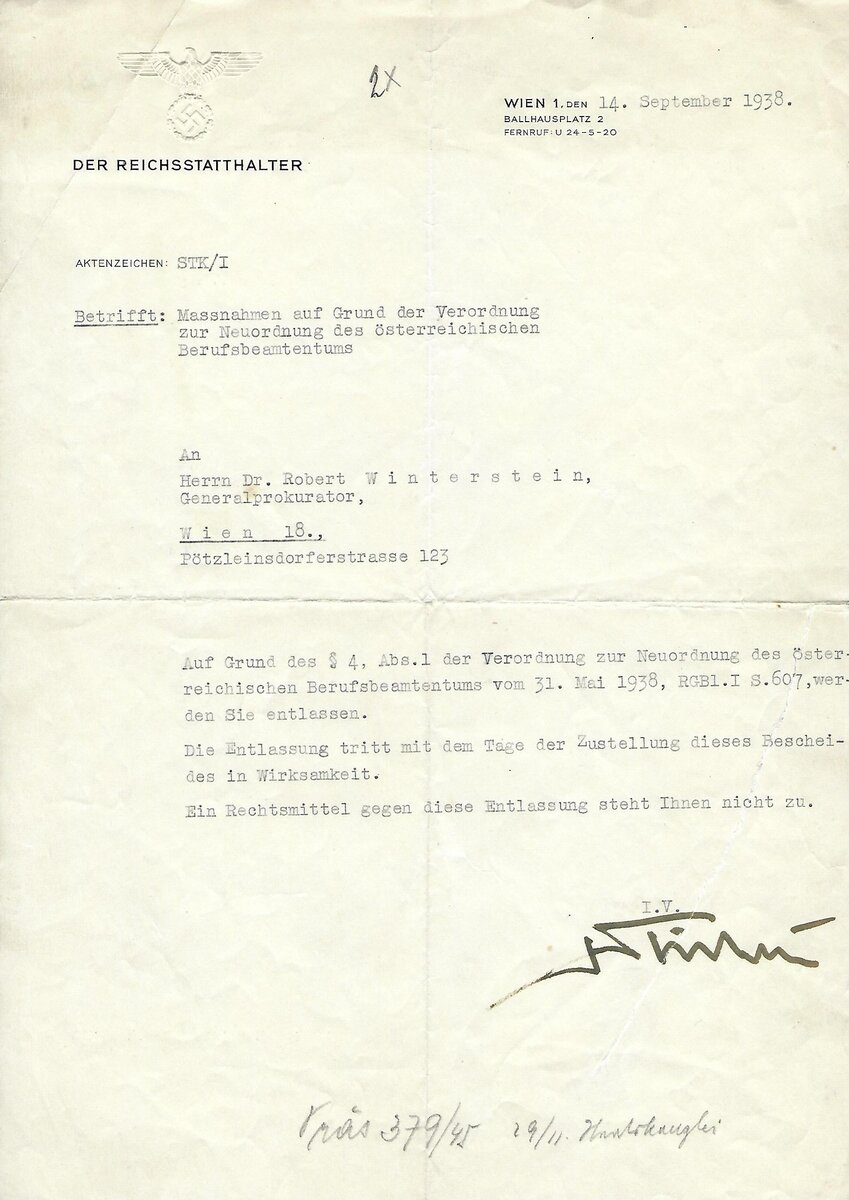 2x
WIEN 1, DEN 14. September 1938.
BALLHAUSPLATZ 2
FERNRUF: U 24-5-20
DER REICHSSTATTHALTER
AKTENZEICHEN: STK/I
Betrifft: Massnahmen auf Grund der Verordnung
zur Neuordnung des österreichischen
Berufsbeamtentums
An
Herrn Dr. Robert W i n t e r s t e i n,
Generalprokurator,
W i e n 18.,
Pötzleinsdorferstrasse 123
Auf Grund des § 4, Abs.1 der Verordnung zur Neuordnung des öster-
reichischen Berufsbeamtentums vom 31. Mai 1938, RGBl.I S.607,wer-
den Sie entlassen.
Die Entlassung tritt mit dem Tage der Zustellung dieses Beschei-
des in Wirksamkeit.
Ein Rechtsmittel gegen diese Entlassung steht Ihnen nicht zu.
I.V.
Präs 379/45 29/11. Staatskanzlei